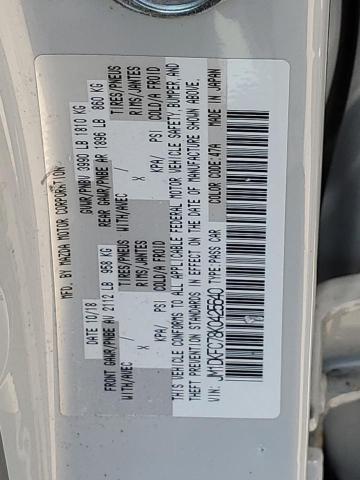 MFD. BY MAZDA MOTOR CORPORATION
DATE 10/18 GVWR/PNBV 3990 LB 1810 KG
FRONT GAWR/PNBE AV 2112 LB 958 KG REAR GAWR/PNBE AR 1896 LB 860 KG
WITH/AVEC / TIRES/PNEUS WITH/AVEC / TIRES/PNEUS
/ X RIMS/JANTES / X RIMS/JANTES
KPA/ PSI COLD/A FROID KPA/ PSI COLD/A FROID
THIS VEHICLE CONFORMS TO ALL APPLICABLE FEDERAL MOTOR VEHICLE SAFETY, BUMPER, AND
THEFT PREVENTION STANDARDS IN EFFECT ON THE DATE OF MANUFACTURE SHOWN ABOVE.
VIN: JM1DKFC78K0426640 TYPE: PASS CAR COLOR CODE: 47A MADE IN JAPAN